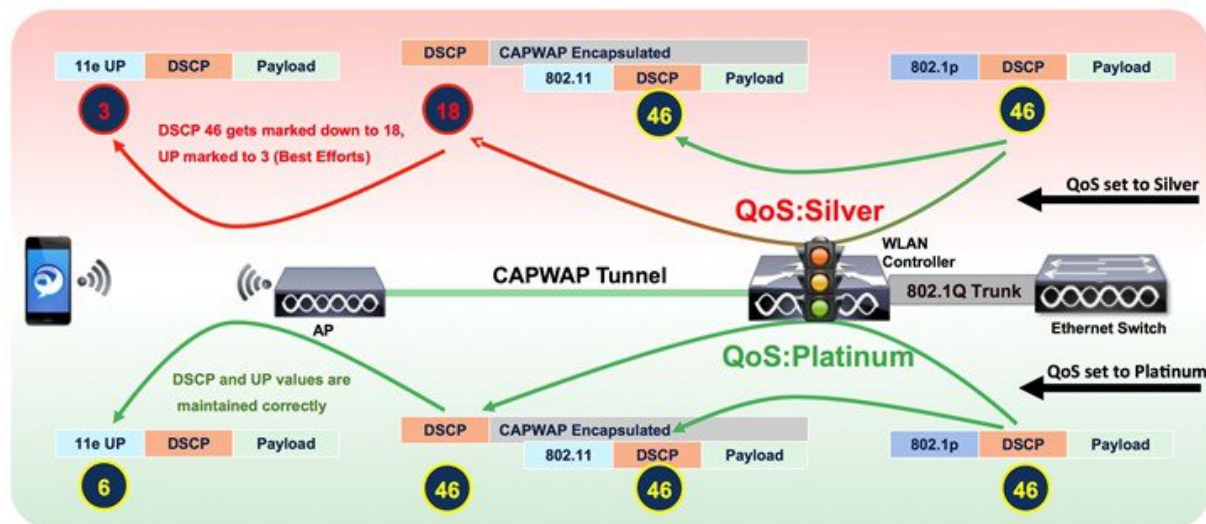 DSCP CAPWAP Encapsulated
11e UP DSCP Payload
802.11 DSCP Payload
802.1p DSCP Payload
3
18
46
46
DSCP 46 gets marked down to 18,
UP marked to 3 (Best Efforts)
QoS set to Silver
QoS:Silver
WLAN
Controller
CAPWAP Tunnel
802.1Q Trunk
AP
Ethernet Switch
QoS:Platinum
QoS set to Platinum
DSCP and UP values are
maintained correctly
11e UP DSCP Payload
DSCP CAPWAP Encapsulated
802.11 DSCP Payload
802.1p DSCP Payload
6
46
46
46